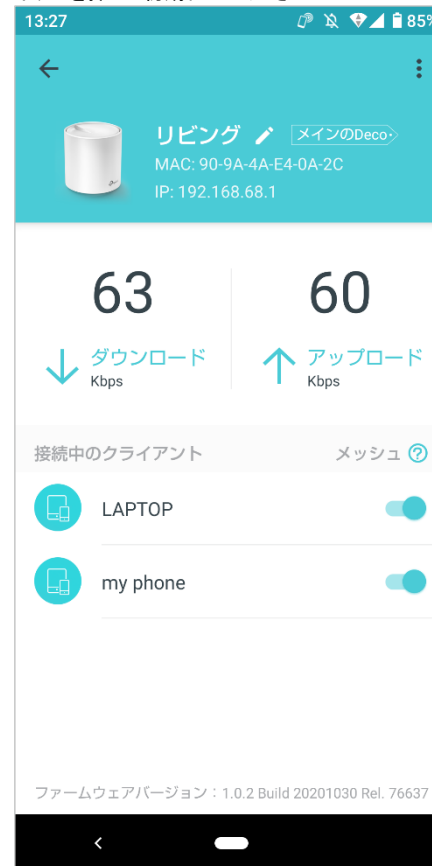 13:27
85%
リビング
メインのDeco
MAC: 90-9A-4A-E4-0A-2C
IP: 192.168.68.1
63
60
ダウンロード
Kbps
アップロード
Kbps
接続中のクライアント
メッシュ ?
LAPTOP
my phone
ファームウェアバージョン：1.0.2 Build 20201030 Rel. 76637